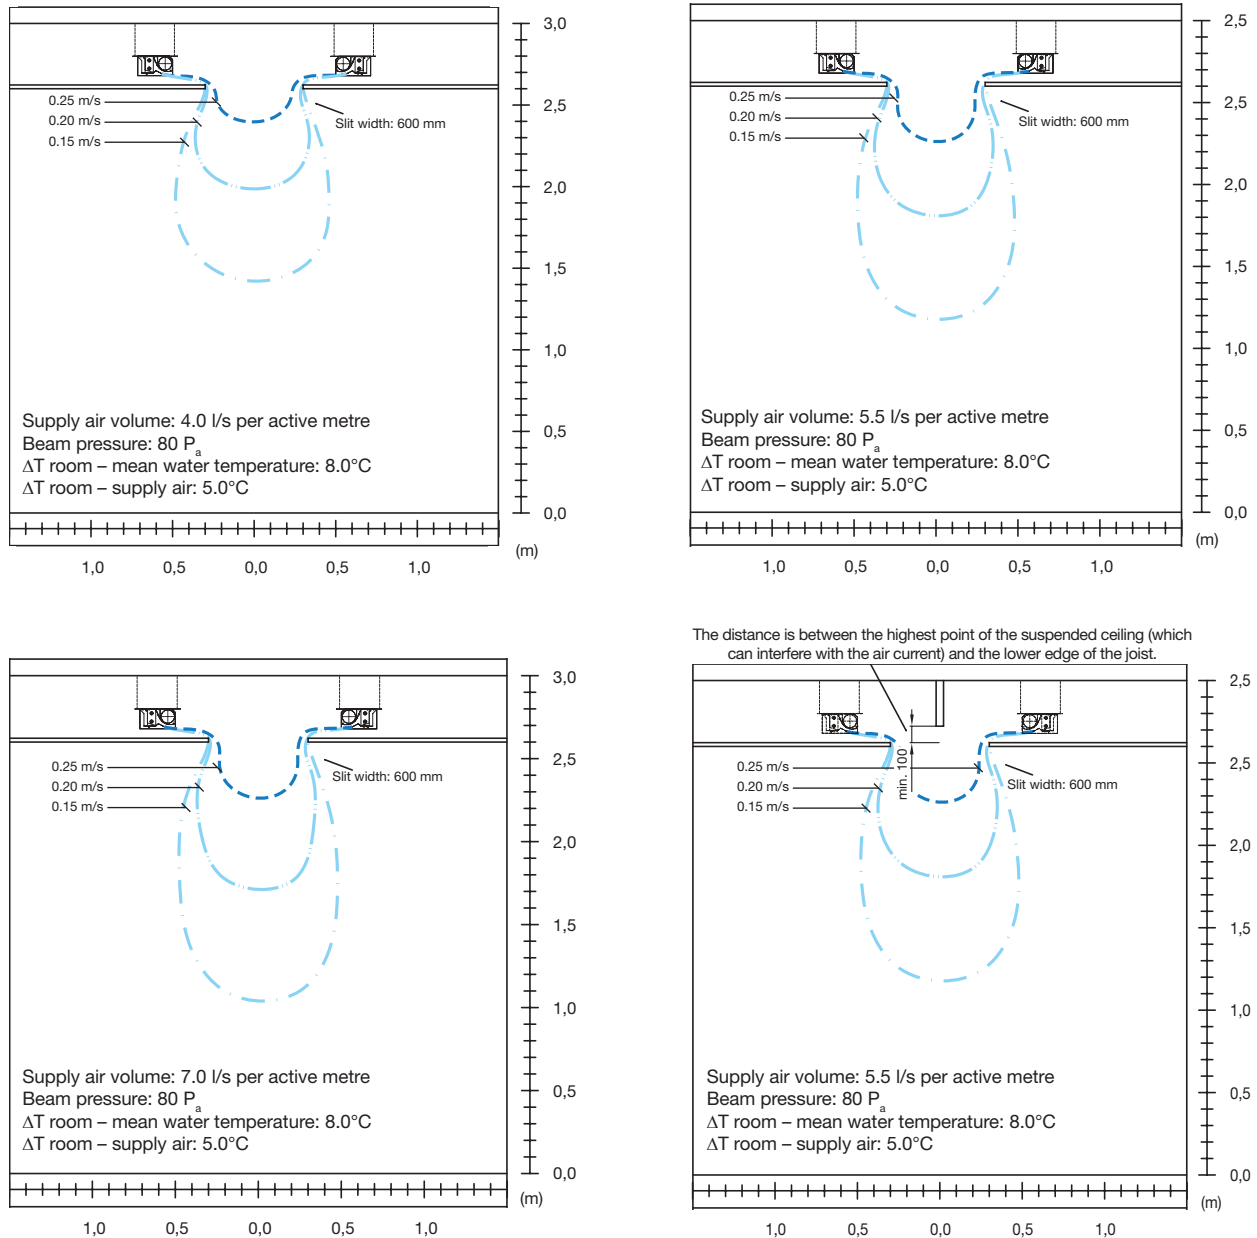 3,0
0.25 m/s
0.20 m/s
0.15 m/s
Slit width: 600 mm
2,5
2,0
1,5
1,0
0,5
0,0
Supply air volume: 4.0 l/s per active metre
Beam pressure: 80 Pa
ΔT room – mean water temperature: 8.0°C
ΔT room – supply air: 5.0°C
(m)
1,0 0,5 0,0 0,5 1,0
2,5
0.25 m/s
0.20 m/s
0.15 m/s
Slit width: 600 mm
2,5
2,0
1,5
1,0
0,5
0,0
Supply air volume: 5.5 l/s per active metre
Beam pressure: 80 Pa
ΔT room – mean water temperature: 8.0°C
ΔT room – supply air: 5.0°C
(m)
1,0 0,5 0,0 0,5 1,0
3,0
0.25 m/s
0.20 m/s
0.15 m/s
Slit width: 600 mm
2,5
2,0
1,5
1,0
0,5
0,0
Supply air volume: 7.0 l/s per active metre
Beam pressure: 80 Pa
ΔT room – mean water temperature: 8.0°C
ΔT room – supply air: 5.0°C
(m)
1,0 0,5 0,0 0,5 1,0
The distance is between the highest point of the suspended ceiling (which
can interfere with the air current) and the lower edge of the joist.
2,5
min. 100
0.25 m/s
0.20 m/s
0.15 m/s
Slit width: 600 mm
2,5
2,0
1,5
1,0
0,5
0,0
Supply air volume: 5.5 l/s per active metre
Beam pressure: 80 Pa
ΔT room – mean water temperature: 8.0°C
ΔT room – supply air: 5.0°C
(m)
1,0 0,5 0,0 0,5 1,0